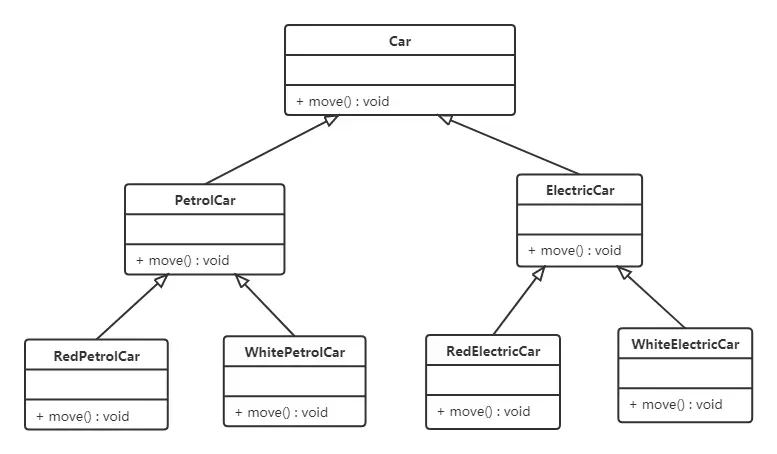 Car
+ move() : void
PetrolCar
+ move() : void
ElectricCar
+ move() : void
RedPetrolCar
+ move() : void
WhitePetrolCar
+ move() : void
RedElectricCar
+ move() : void
WhiteElectricCar
+ move() : void